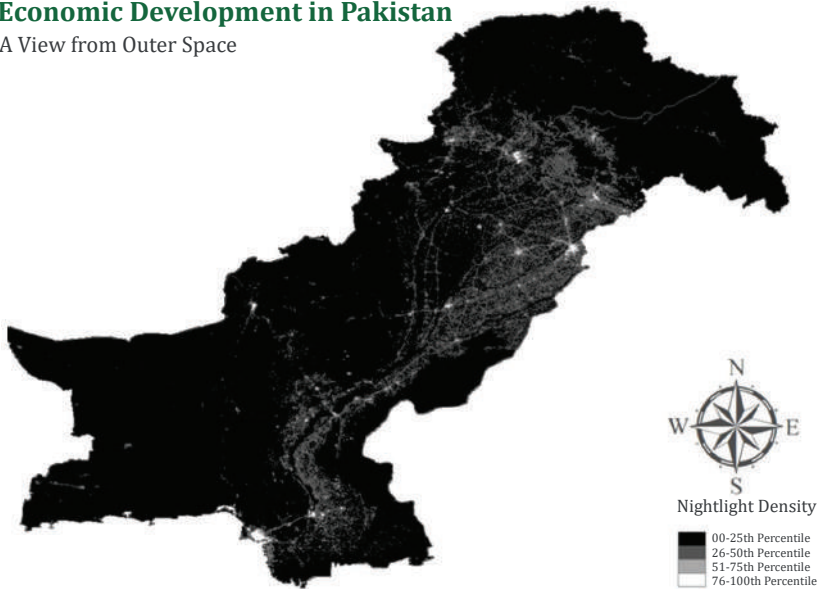 Economic Development in Pakistan
A View from Outer Space
N
W E
S
Nightlight Density
00-25th Percentile
26-50th Percentile
51-75th Percentile
76-100th Percentile